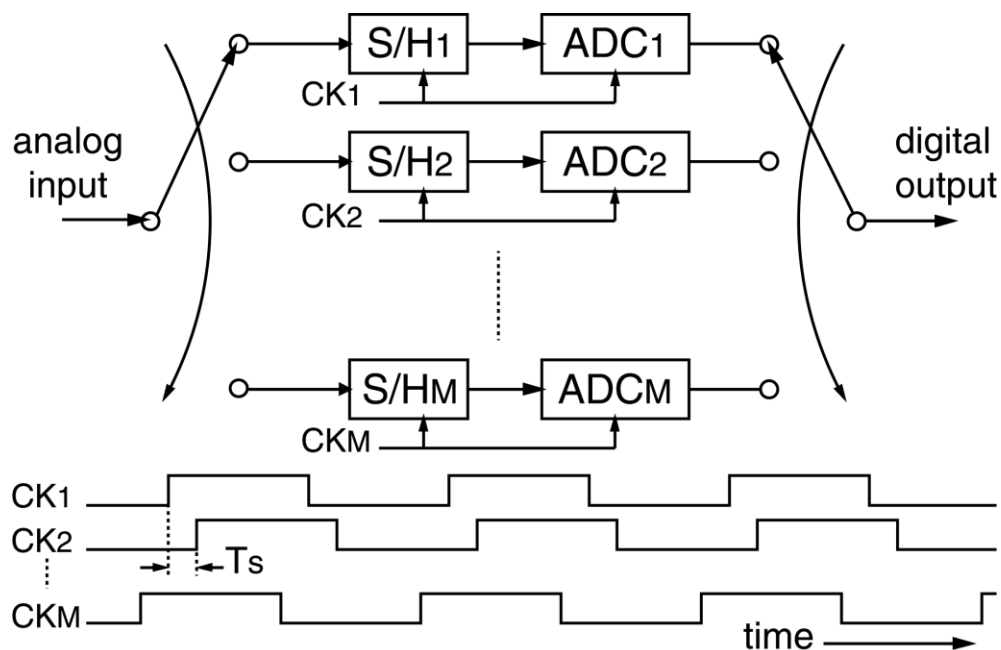 S/H1 ADC1
CK1
analog input
digital output
S/H2 ADC2
CK2
S/HM ADCM
CKM
CK1
CK2
Ts
CKM
time